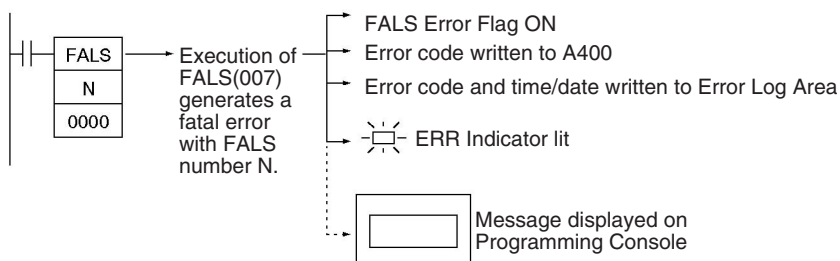 FALS
N
0000
Execution of
FALS(007)
generates a
fatal error
with FALS
number N.
FALS Error Flag ON
Error code written to A400
Error code and time/date written to Error Log Area
ERR Indicator lit
Message displayed on
Programming Console